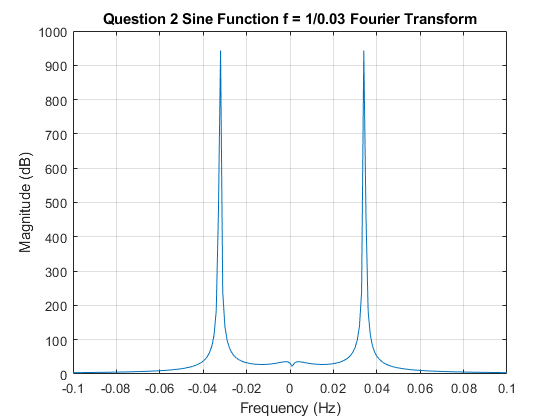 Question 2 Sine Function f = 1/0.03 Fourier Transform
1000
900
800
700
600
500
400
300
200
100
0
Magnitude (dB)
-0.1 -0.08 -0.06 -0.04 -0.02 0 0.02 0.04 0.06 0.08 0.1
Frequency (Hz)